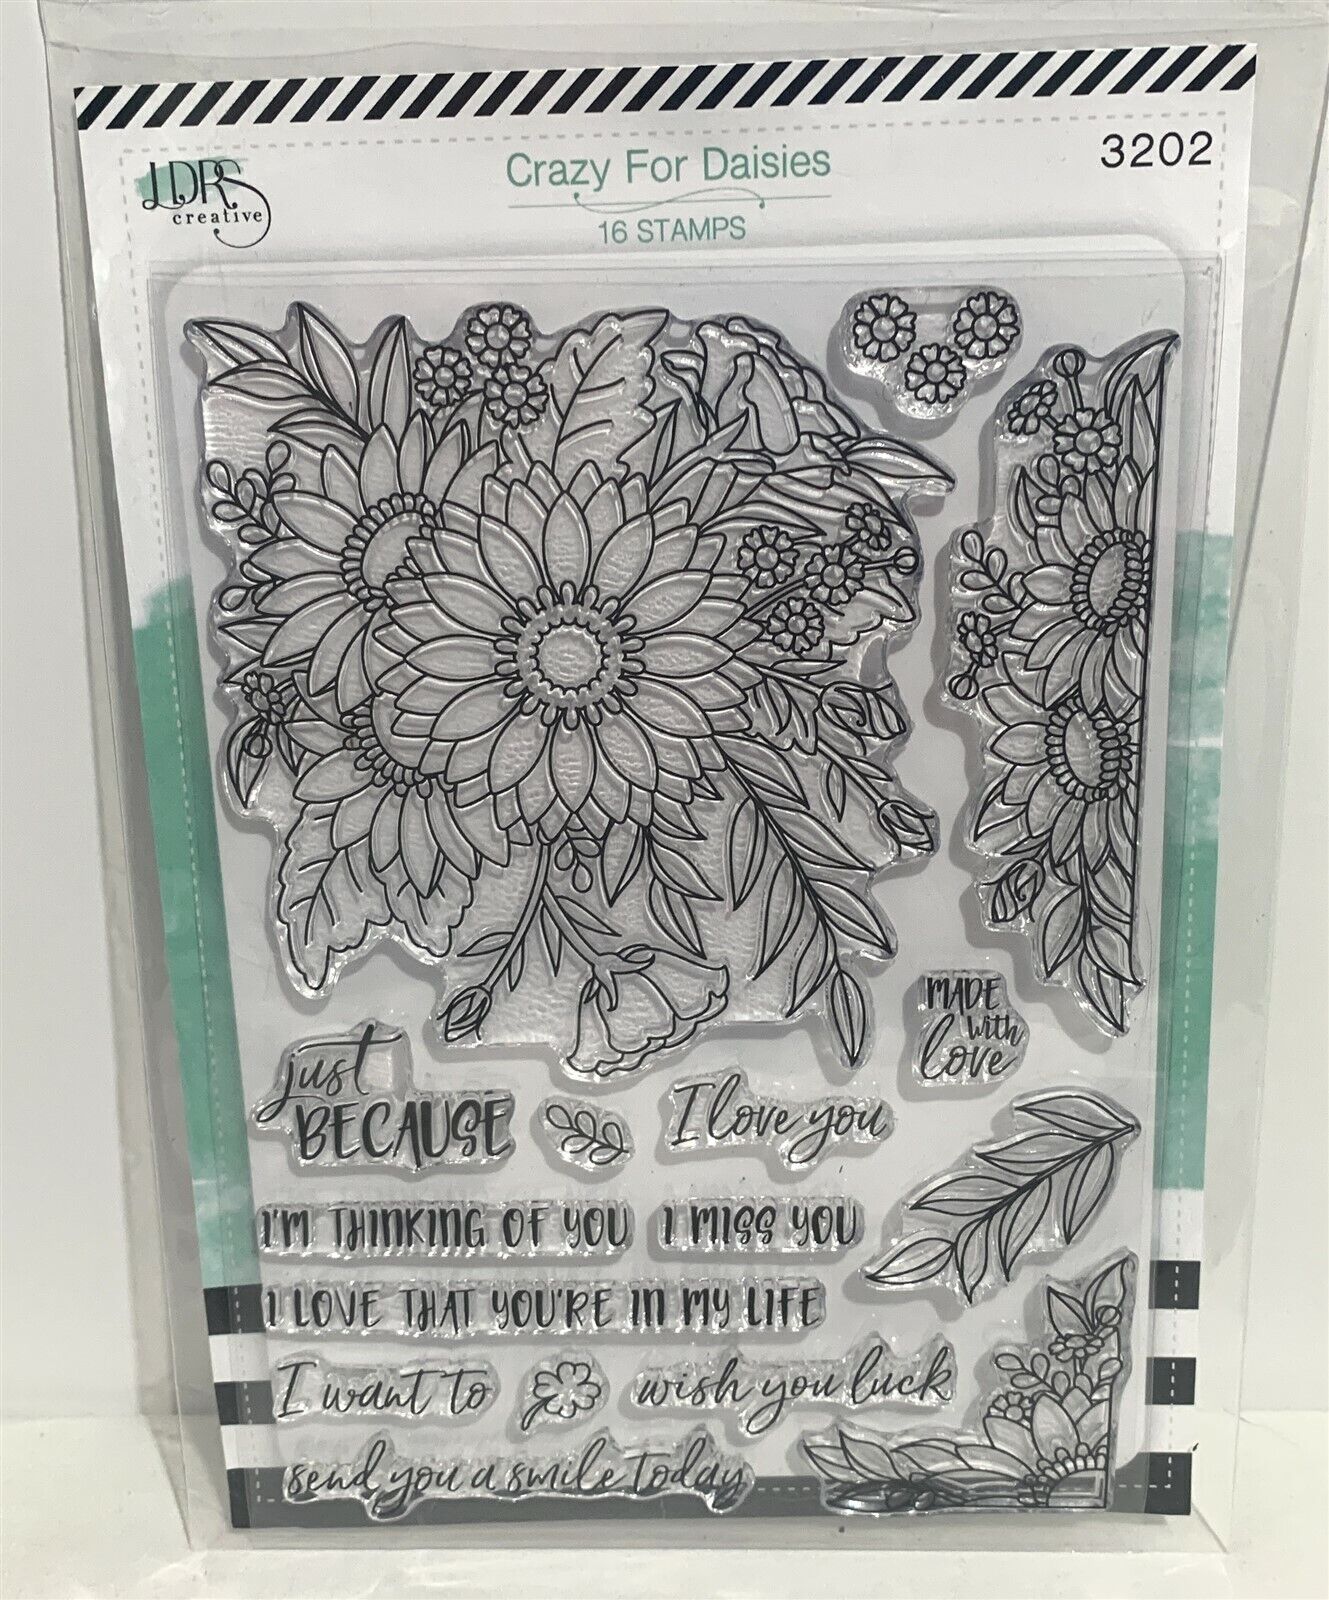 LDRS
creative
Crazy For Daisies
16 STAMPS
3202
MADE
with
love
just
BECAUSE
I love you
I'M THINKING OF YOU
I MISS YOU
I LOVE THAT YOU'RE IN MY LIFE
I want to
wish you luck
send you a smile today